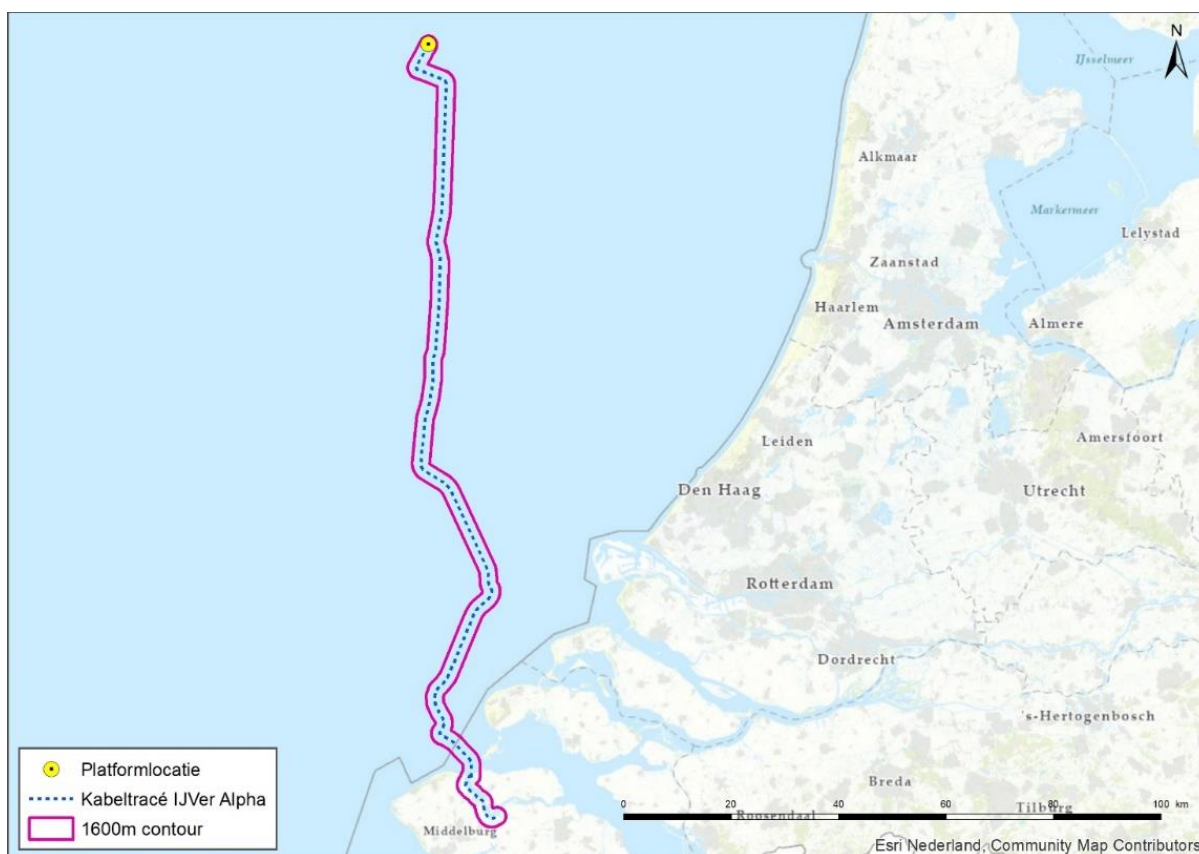 N
IJsselmeer
Alkmaar
Markermeer
Lelystad
Zaanstad
Haarlem
Amsterdam
Almere
Leiden
Amersfoort
Den Haag
Utrecht
Rotterdam
Dordrecht
's-Hertogenbosch
Breda
Tilburg
Roosendaal
Middelburg
0 20 40 60 80 100 km
Platformlocatie
Kabeltracé IJVer Alpha
1600m contour
Esri Nederland, Community Map Contributors